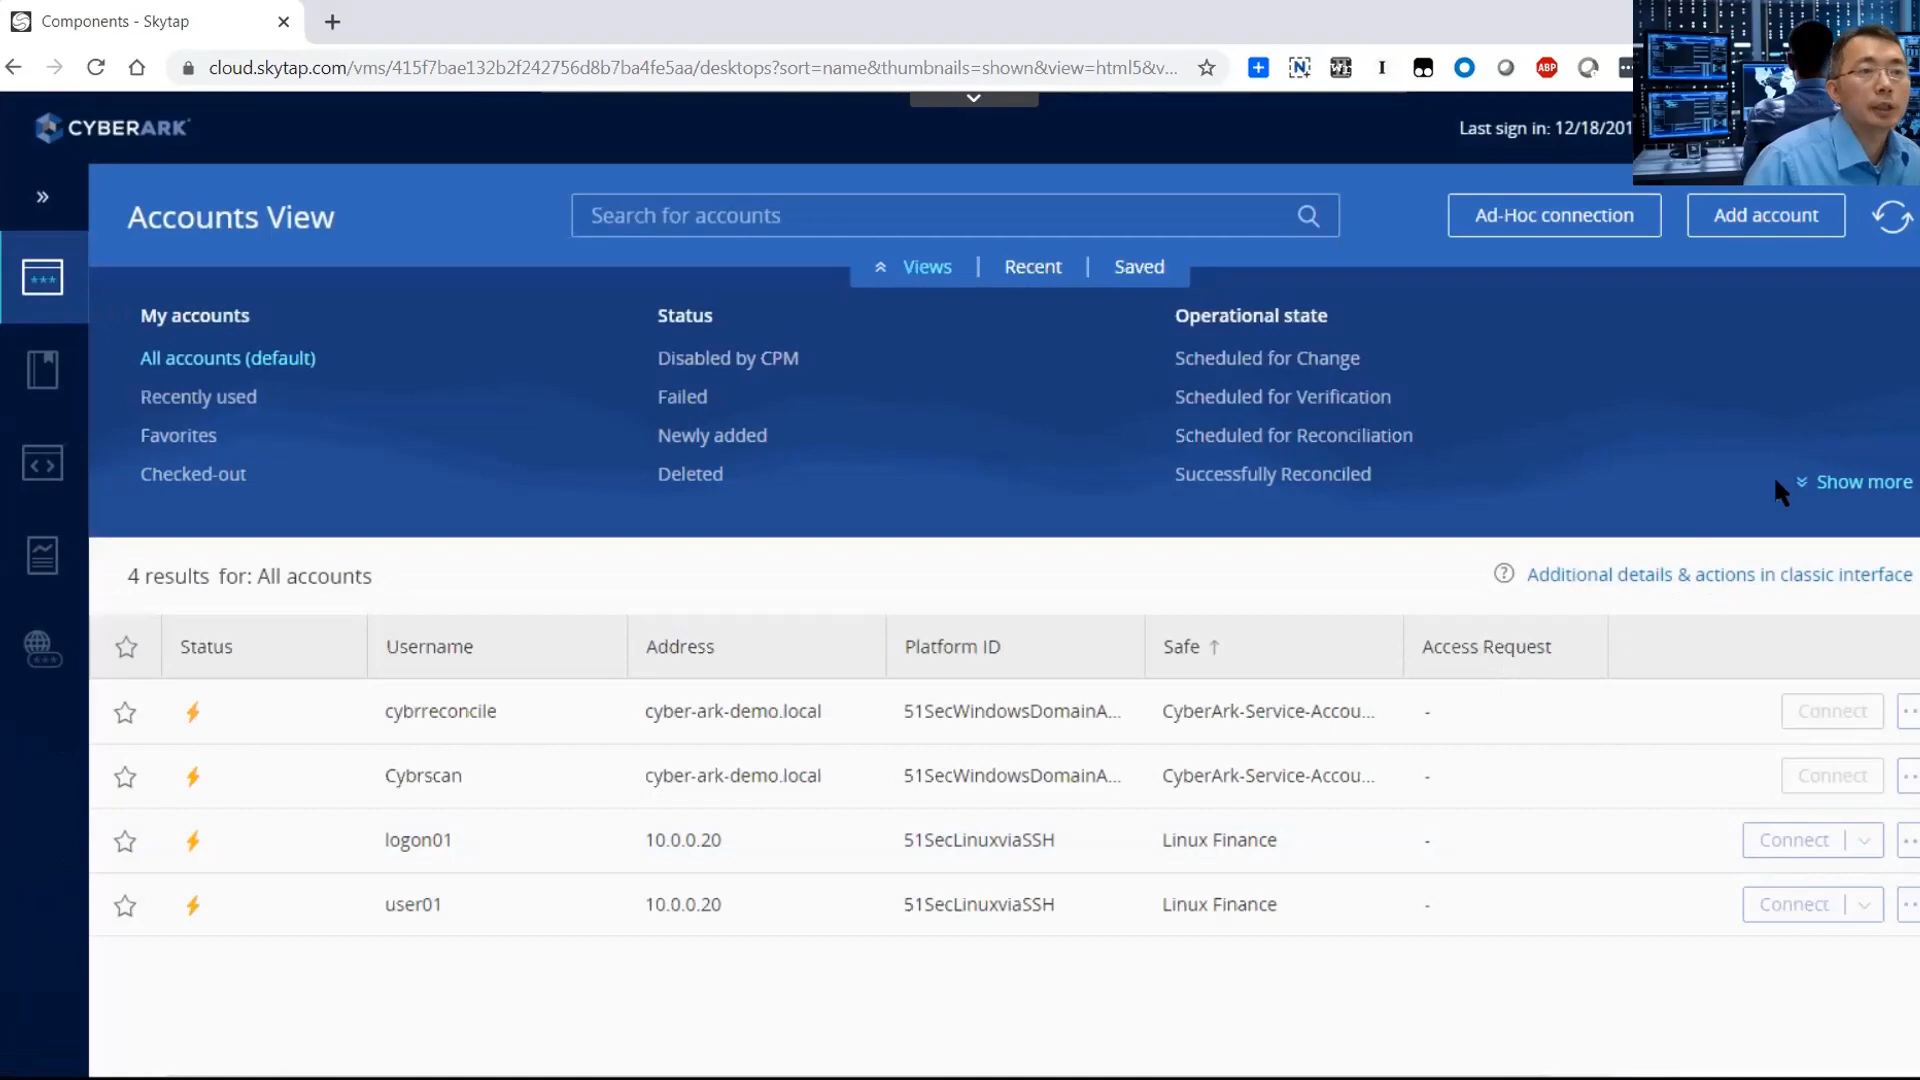 Components - Skytap
cloud.skytap.com/vms/415f7bae132b2f242756d8b7ba4fe5aa/desktops?sort=name&thumbnails=shown&view=html5&v...
ABP
CYBERARK
Last sign in: 12/18/201
Accounts View
Search for accounts
Ad-Hoc connection
Add account
Views | Recent | Saved
My accounts
Status
Operational state
All accounts (default)
Disabled by CPM
Scheduled for Change
Recently used
Failed
Scheduled for Verification
Favorites
Newly added
Scheduled for Reconciliation
Checked-out
Deleted
Successfully Reconciled
Show more
4 results for: All accounts
? Additional details & actions in classic interface
Status Username Address Platform ID Safe ↑ Access Request
cybrreconcile cyber-ark-demo.local 51SecWindowsDomainA... CyberArk-Service-Accou... - Connect
Cybrscan cyber-ark-demo.local 51SecWindowsDomainA... CyberArk-Service-Accou... - Connect
logon01 10.0.0.20 51SecLinuxviaSSH Linux Finance - Connect
user01 10.0.0.20 51SecLinuxviaSSH Linux Finance - Connect